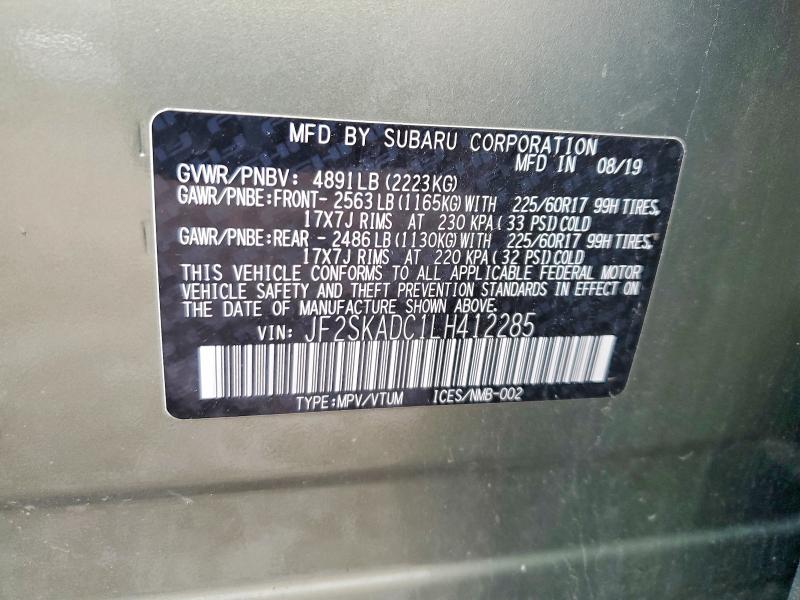 MFD BY SUBARU CORPORATION
MFD IN 08/19
GVWR/PNBV: 4891LB(2223KG)
GAWR/PNBE:FRONT- 2563LB(1165KG)WITH 225/60R17 99H TIRES,
17X7J RIMS AT 230 KPA(33 PSI)COLD
GAWR/PNBE:REAR - 2486LB(1130KG)WITH 225/60R17 99H TIRES,
17X7J RIMS AT 220 KPA(32 PSI)COLD
THIS VEHICLE CONFORMS TO ALL APPLICABLE FEDERAL MOTOR
VEHICLE SAFETY AND THEFT PREVENTION STANDARDS IN EFFECT ON
THE DATE OF MANUFACTURE SHOWN ABOVE.
VIN: JF2SKADC1LH412285
TYPE:MPV/VTUM ICES/NMB-002